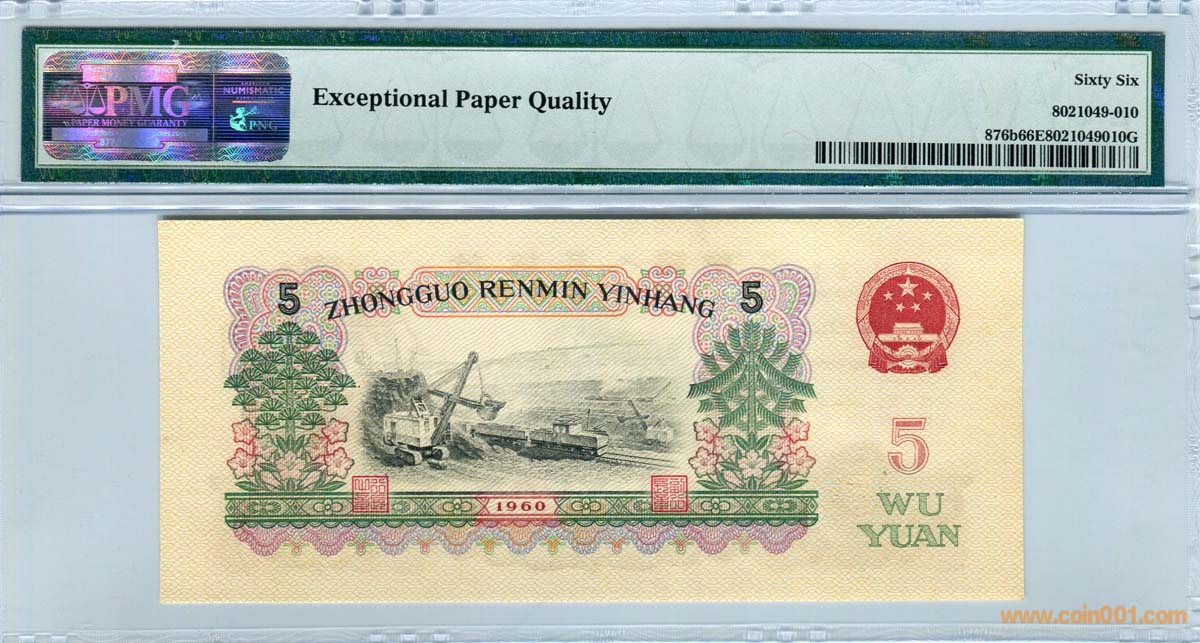 PMG
PAPER MONEY GUARANTY
NUMISMATIC
PNG
Exceptional Paper Quality
Sixty Six
8021049-010
876b66E8021049010G
5 ZHONGGUO RENMIN YINHANG 5
1960
5
WU
YUAN
www.coin001.com